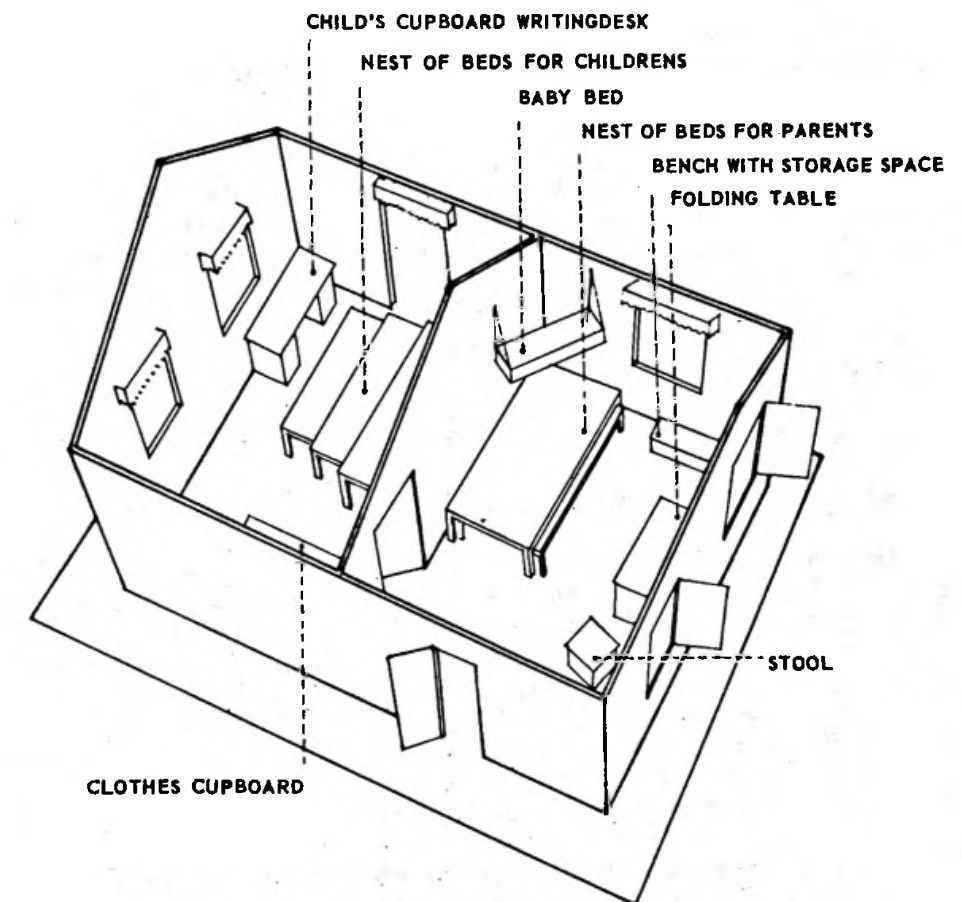 CHILD'S CUPBOARD WRITINGDESK
NEST OF BEDS FOR CHILDRENS
BABY BED
NEST OF BEDS FOR PARENTS
BENCH WITH STORAGE SPACE
FOLDING TABLE
STOOL
CLOTHES CUPBOARD